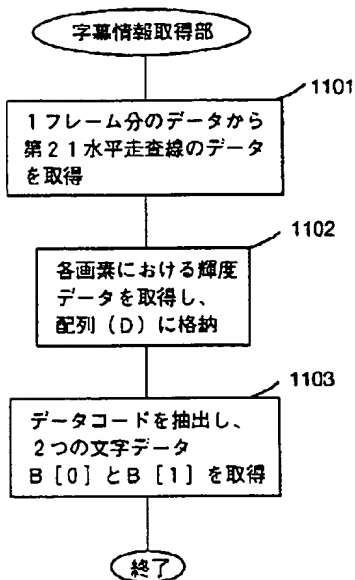 字幕情報取得部
1101
1フレーム分のデータから
第21水平走査線のデータ
を取得
1102
各画素における輝度
データを取得し、
配列（D）に格納
1103
データコードを抽出し、
2つの文字データ
B［0］とB［1］を取得
終了